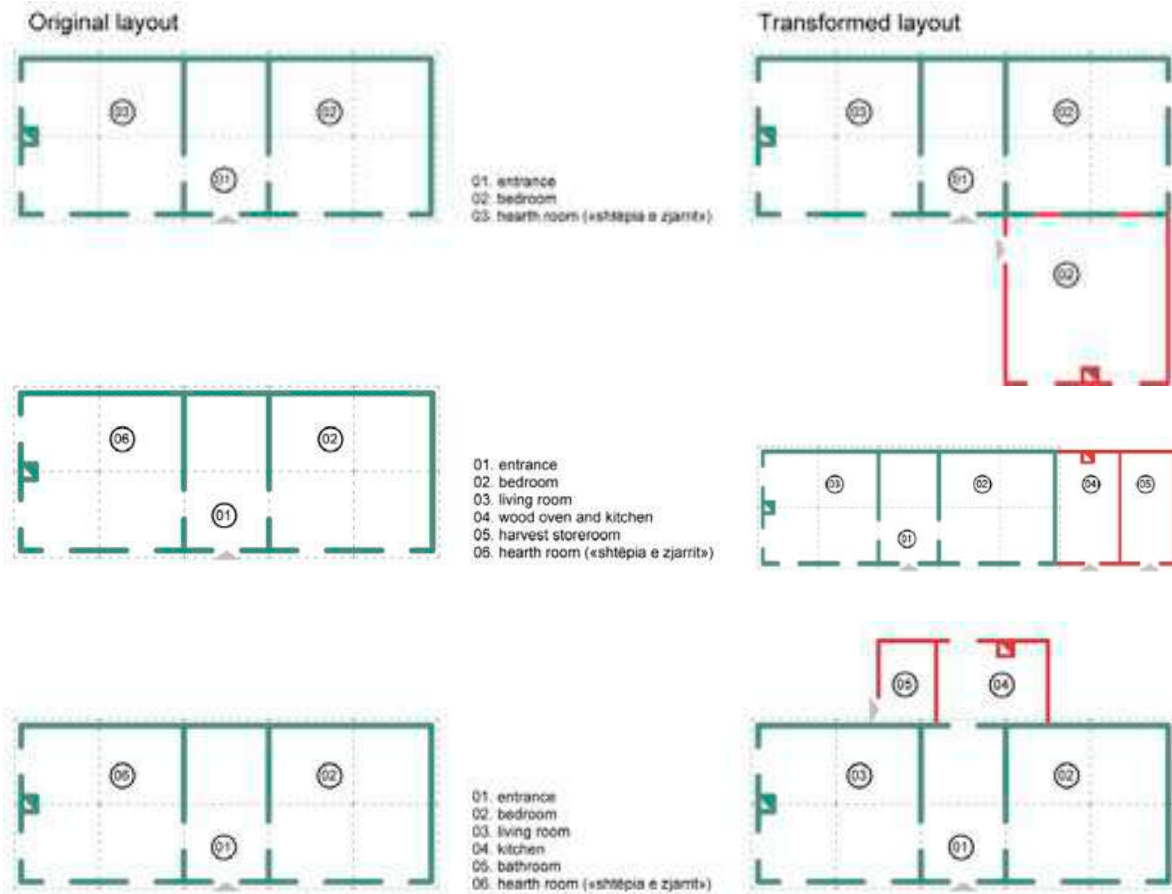 Original layout
Transformed layout
03
02
01
01. entrance
02. bedroom
03. hearth room («shtëpia e zjarrit»)
03
02
01
02
06
02
01
01. entrance
02. bedroom
03. living room
04. wood oven and kitchen
05. harvest storeroom
06. hearth room («shtëpia e zjarrit»)
03
02
04
05
01
06
02
01
01. entrance
02. bedroom
03. living room
04. kitchen
05. bathroom
06. hearth room («shtëpia e zjarrit»)
05
04
03
02
01